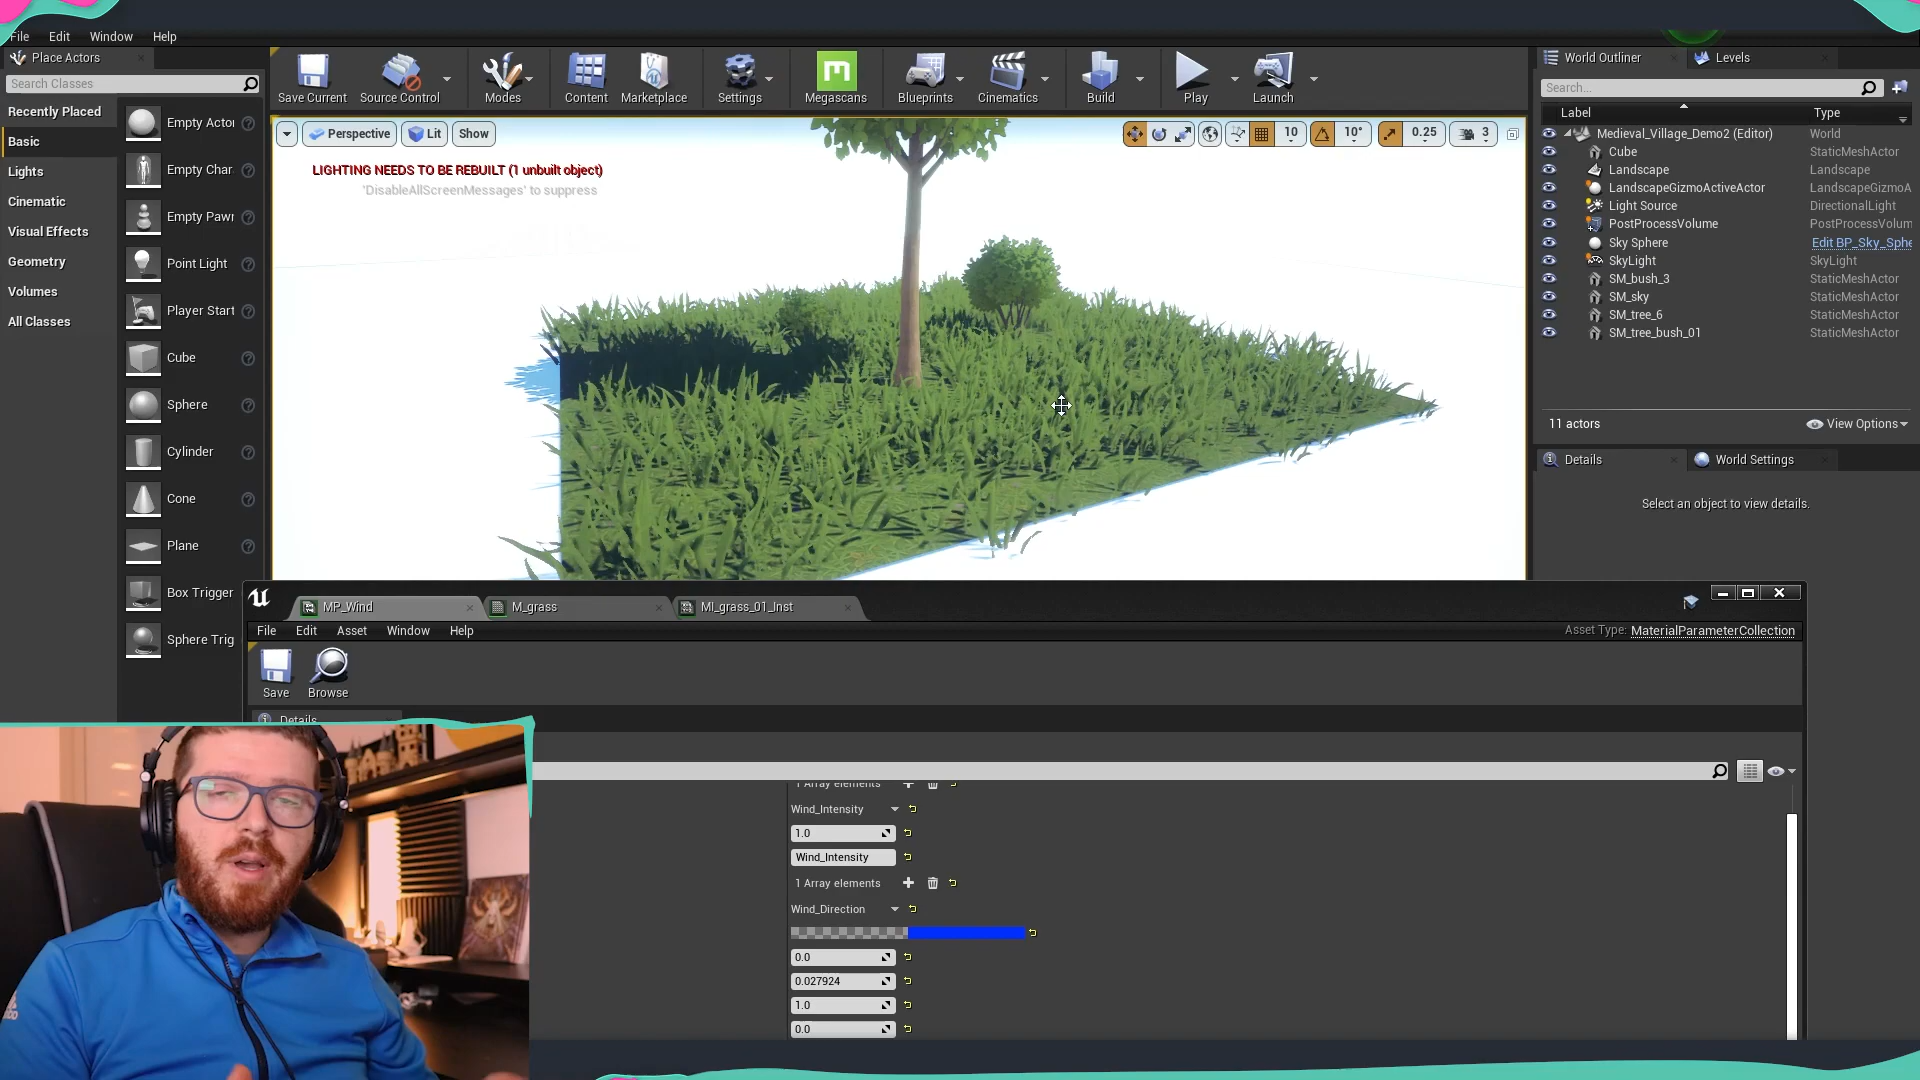 File Edit Window Help
Place Actors
Search Classes
Recently Placed
Basic
Lights
Cinematic
Visual Effects
Geometry
Volumes
All Classes
Empty Actor
Empty Char
Empty Pawn
Point Light
Player Start
Cube
Sphere
Cylinder
Cone
Plane
Box Trigger
Sphere Trig
Save Current Source Control Modes Content Marketplace Settings Megascans Blueprints Cinematics Build Play Launch
Perspective Lit Show
10 10° 0.25 3
LIGHTING NEEDS TO BE REBUILT (1 unbuilt object)
'DisableAllScreenMessages' to suppress
World Outliner Levels
Search...
Label Type
Medieval_Village_Demo2 (Editor) World
Cube StaticMeshActor
Landscape Landscape
LandscapeGizmoActiveActor LandscapeGizmoA
Light Source DirectionalLight
PostProcessVolume PostProcessVolum
Sky Sphere Edit BP_Sky_Sphe
SkyLight SkyLight
SM_bush_3 StaticMeshActor
SM_sky StaticMeshActor
SM_tree_6 StaticMeshActor
SM_tree_bush_01 StaticMeshActor
11 actors View Options
Details World Settings
Select an object to view details.
MP_Wind M_grass MI_grass_01_Inst
File Edit Asset Window Help
Asset Type: MaterialParameterCollection
Save Browse
Details
1 Array elements
Wind_Intensity
1.0
Wind_Intensity
1 Array elements
Wind_Direction
0.0
0.027924
1.0
0.0